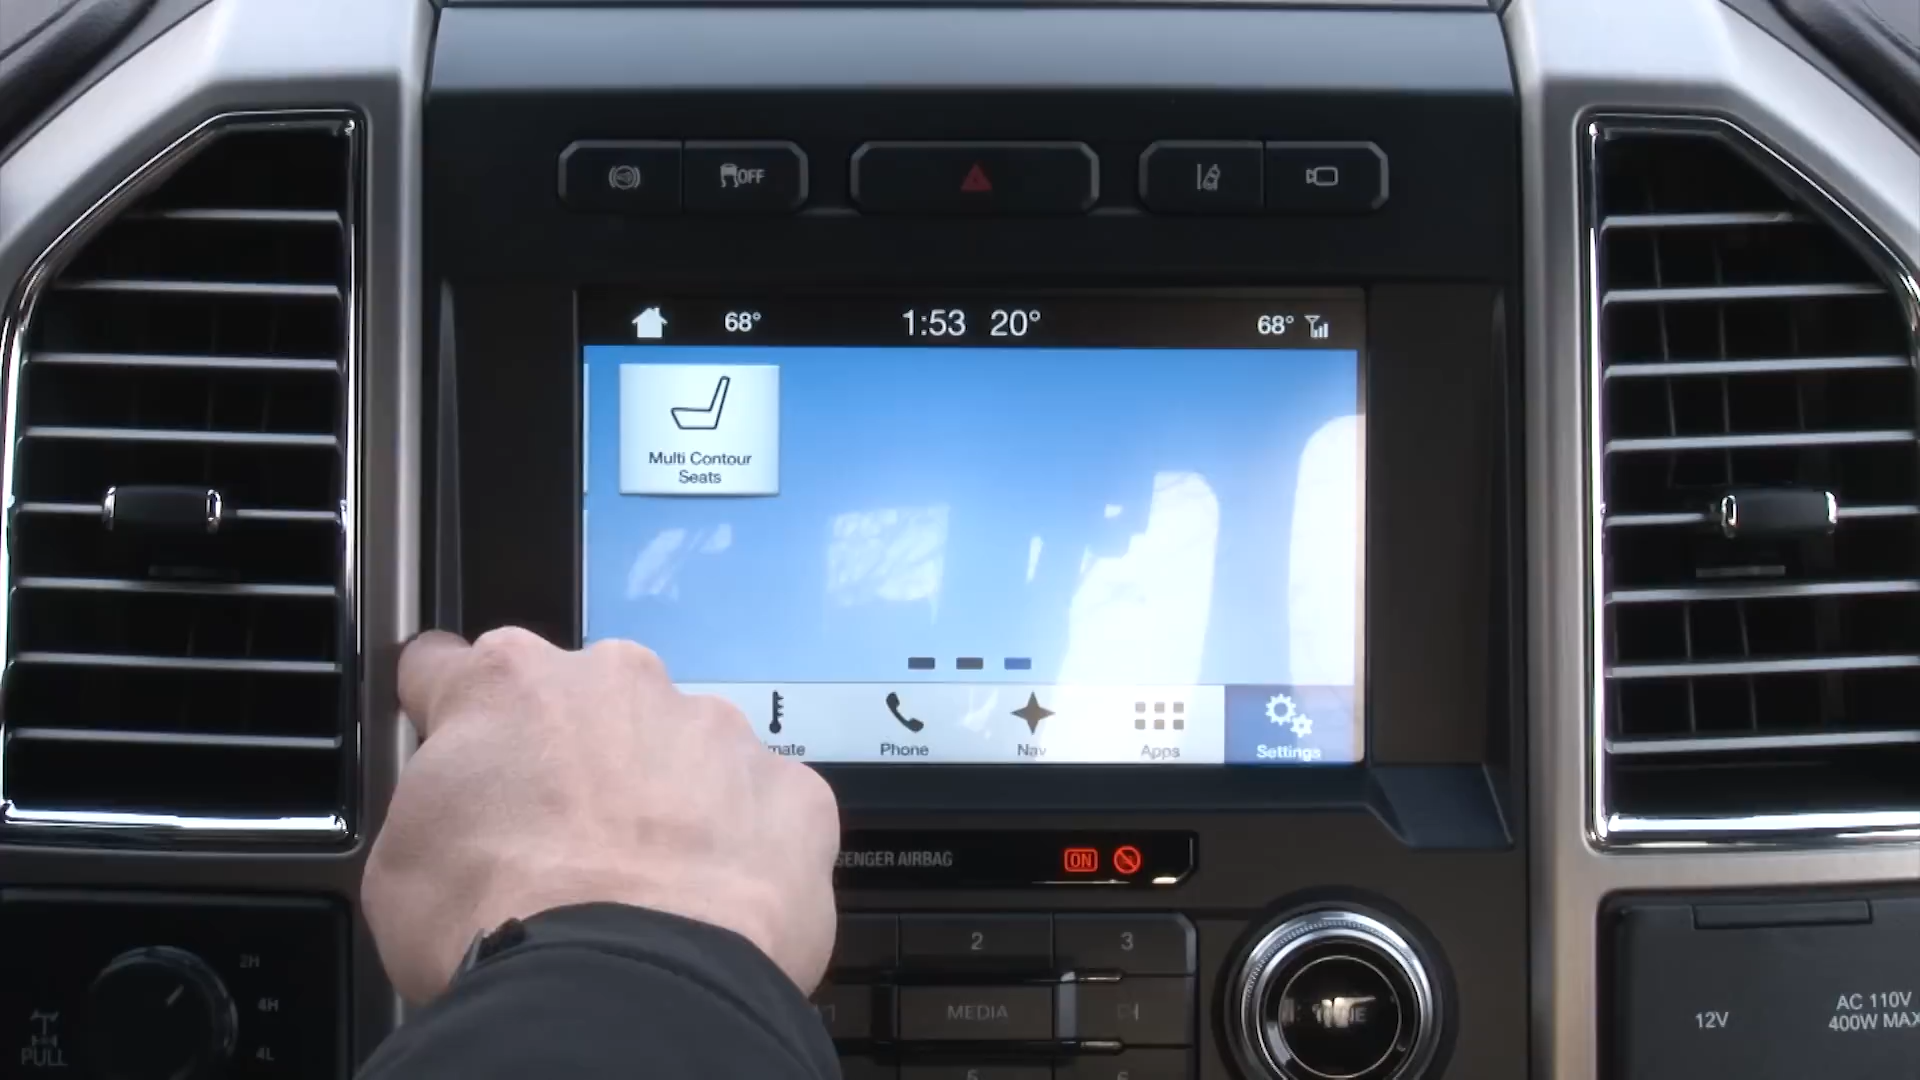 OFF
68° 1:53 20° 68°
Multi Contour
Seats
mate Phone Nav Apps Settings
SENGER AIRBAG ON
2 3
MEDIA
2H
4H
4L
PULL
12V
AC 110V
400W MAX